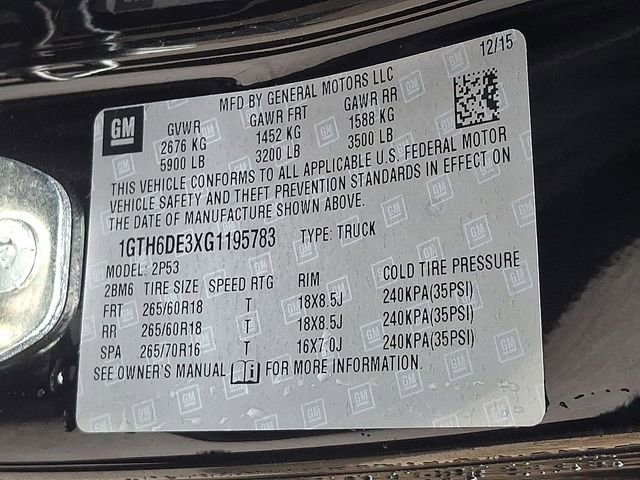 12/15
MFD BY GENERAL MOTORS LLC
GM
GVWR GAWR FRT GAWR RR
2676 KG 1452 KG 1588 KG
5900 LB 3200 LB 3500 LB
THIS VEHICLE CONFORMS TO ALL APPLICABLE U.S. FEDERAL MOTOR
VEHICLE SAFETY AND THEFT PREVENTION STANDARDS IN EFFECT ON
THE DATE OF MANUFACTURE SHOWN ABOVE.
1GTH6DE3XG1195783 TYPE: TRUCK
MODEL: 2P53
2BM6 TIRE SIZE SPEED RTG RIM COLD TIRE PRESSURE
FRT 265/60R18 T 18X8.5J 240KPA(35PSI)
RR 265/60R18 T 18X8.5J 240KPA(35PSI)
SPA 265/70R16 T 16X7.0J 240KPA(35PSI)
SEE OWNER'S MANUAL FOR MORE INFORMATION.